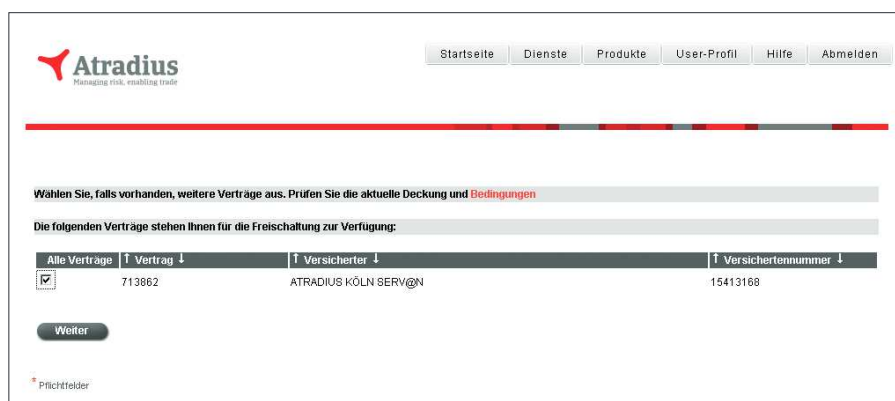 Atradius
Managing risk, enabling trade
Startseite Dienste Produkte User-Profil Hilfe Abmelden
Wählen Sie, falls vorhanden, weitere Verträge aus. Prüfen Sie die aktuelle Deckung und Bedingungen
Die folgenden Verträge stehen Ihnen für die Freischaltung zur Verfügung:
Alle Verträge ↑ Vertrag ↓ ↑ Versicherter ↓ ↑ Versichertennummer ↓
713862 ATRADIUS KÖLN SERV@N 15413168
Weiter
* Pflichtfelder